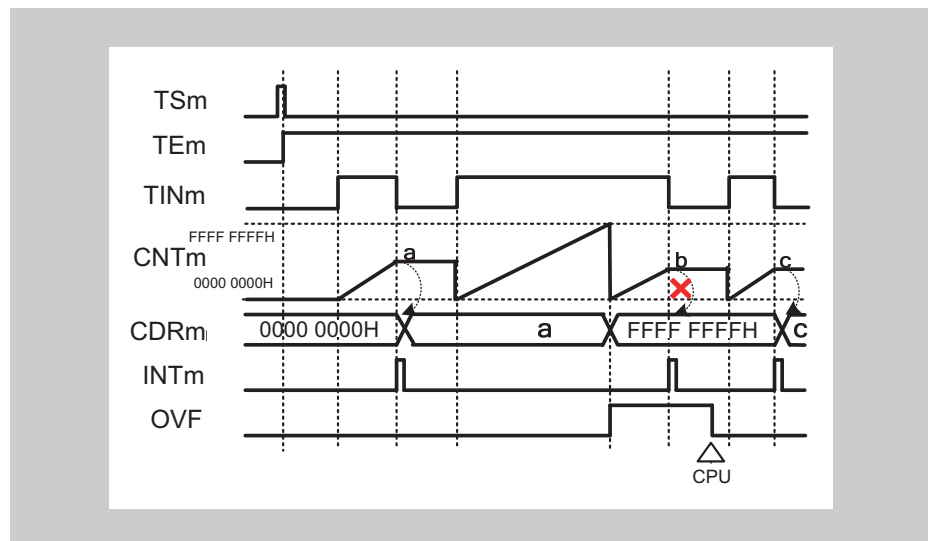 TSm
TEm
TINm
FFFF FFFFH
CNTm
a
b
c
0000 0000H
CDRm
0000 0000H
a
FFFF FFFFH
c
INTm
OVF
CPU